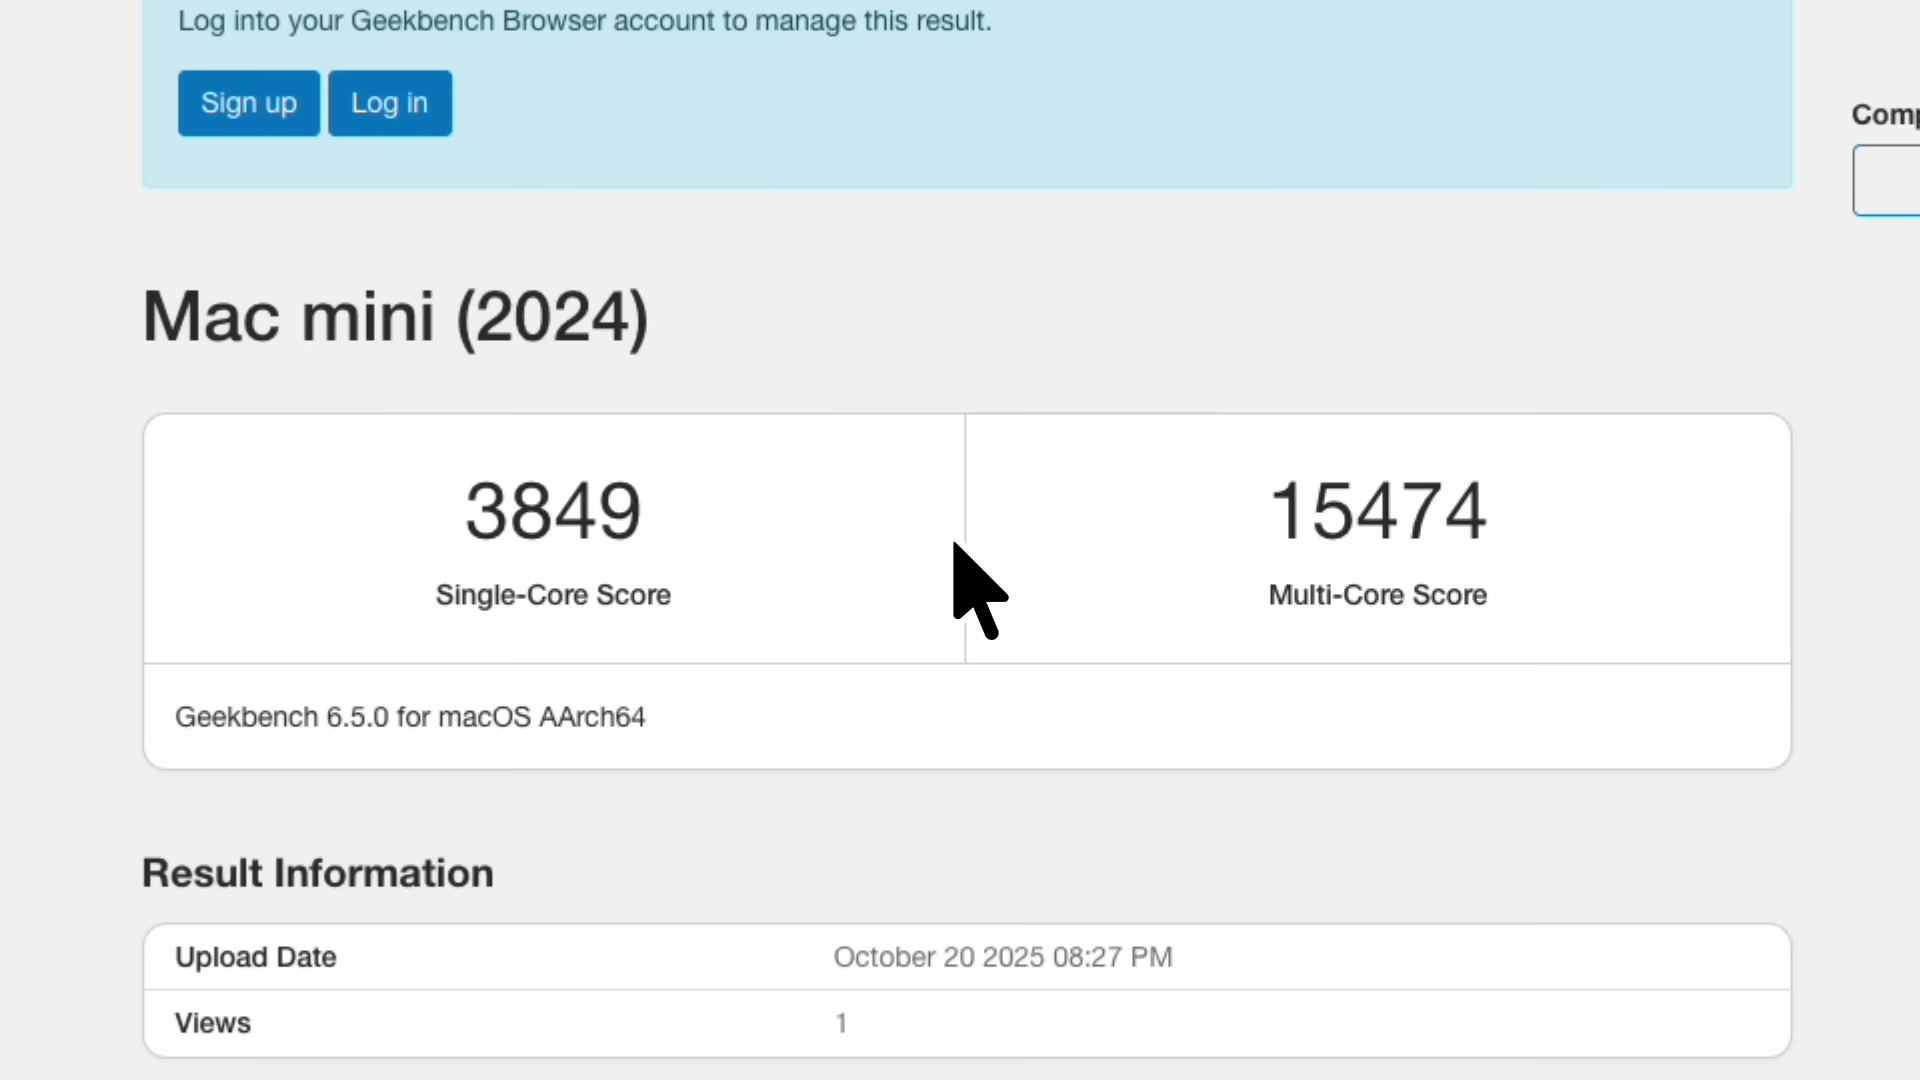 Log into your Geekbench Browser account to manage this result.
Sign up Log in
Comp
Mac mini (2024)
3849 15474
Single-Core Score Multi-Core Score
Geekbench 6.5.0 for macOS AArch64
Result Information
Upload Date October 20 2025 08:27 PM
Views 1